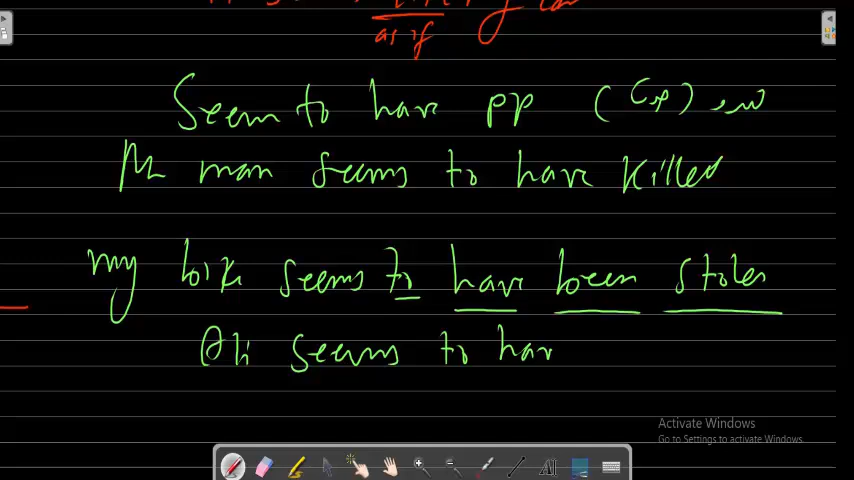 as if
Seem to have pp
man seems to have killed
my bike seems to have been stolen
Ali seems to hav
Activate Windows
Go to Settings to activate Windows.